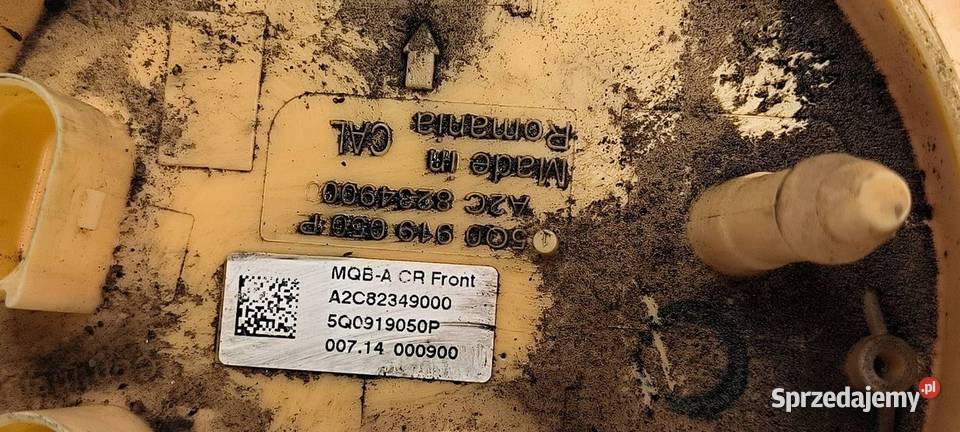 5Q0 919 050 P
A2C 82349000
Made in
Romania
CAL
MQB-A CR Front
A2C82349000
5Q0919050P
007.14 000900
Sprzedajemy.pl